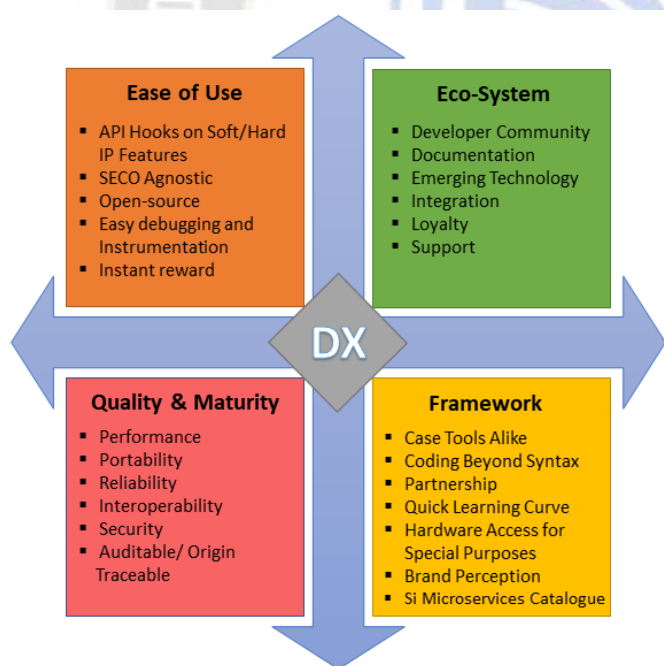 Ease of Use
▪ API Hooks on Soft/Hard
IP Features
▪ SECO Agnostic
▪ Open-source
▪ Easy debugging and
Instrumentation
▪ Instant reward
Eco-System
▪ Developer Community
▪ Documentation
▪ Emerging Technology
▪ Integration
▪ Loyalty
▪ Support
DX
Quality & Maturity
▪ Performance
▪ Portability
▪ Reliability
▪ Interoperability
▪ Security
▪ Auditable/ Origin
Traceable
Framework
▪ Case Tools Alike
▪ Coding Beyond Syntax
▪ Partnership
▪ Quick Learning Curve
▪ Hardware Access for
Special Purposes
▪ Brand Perception
▪ Si Microservices Catalogue